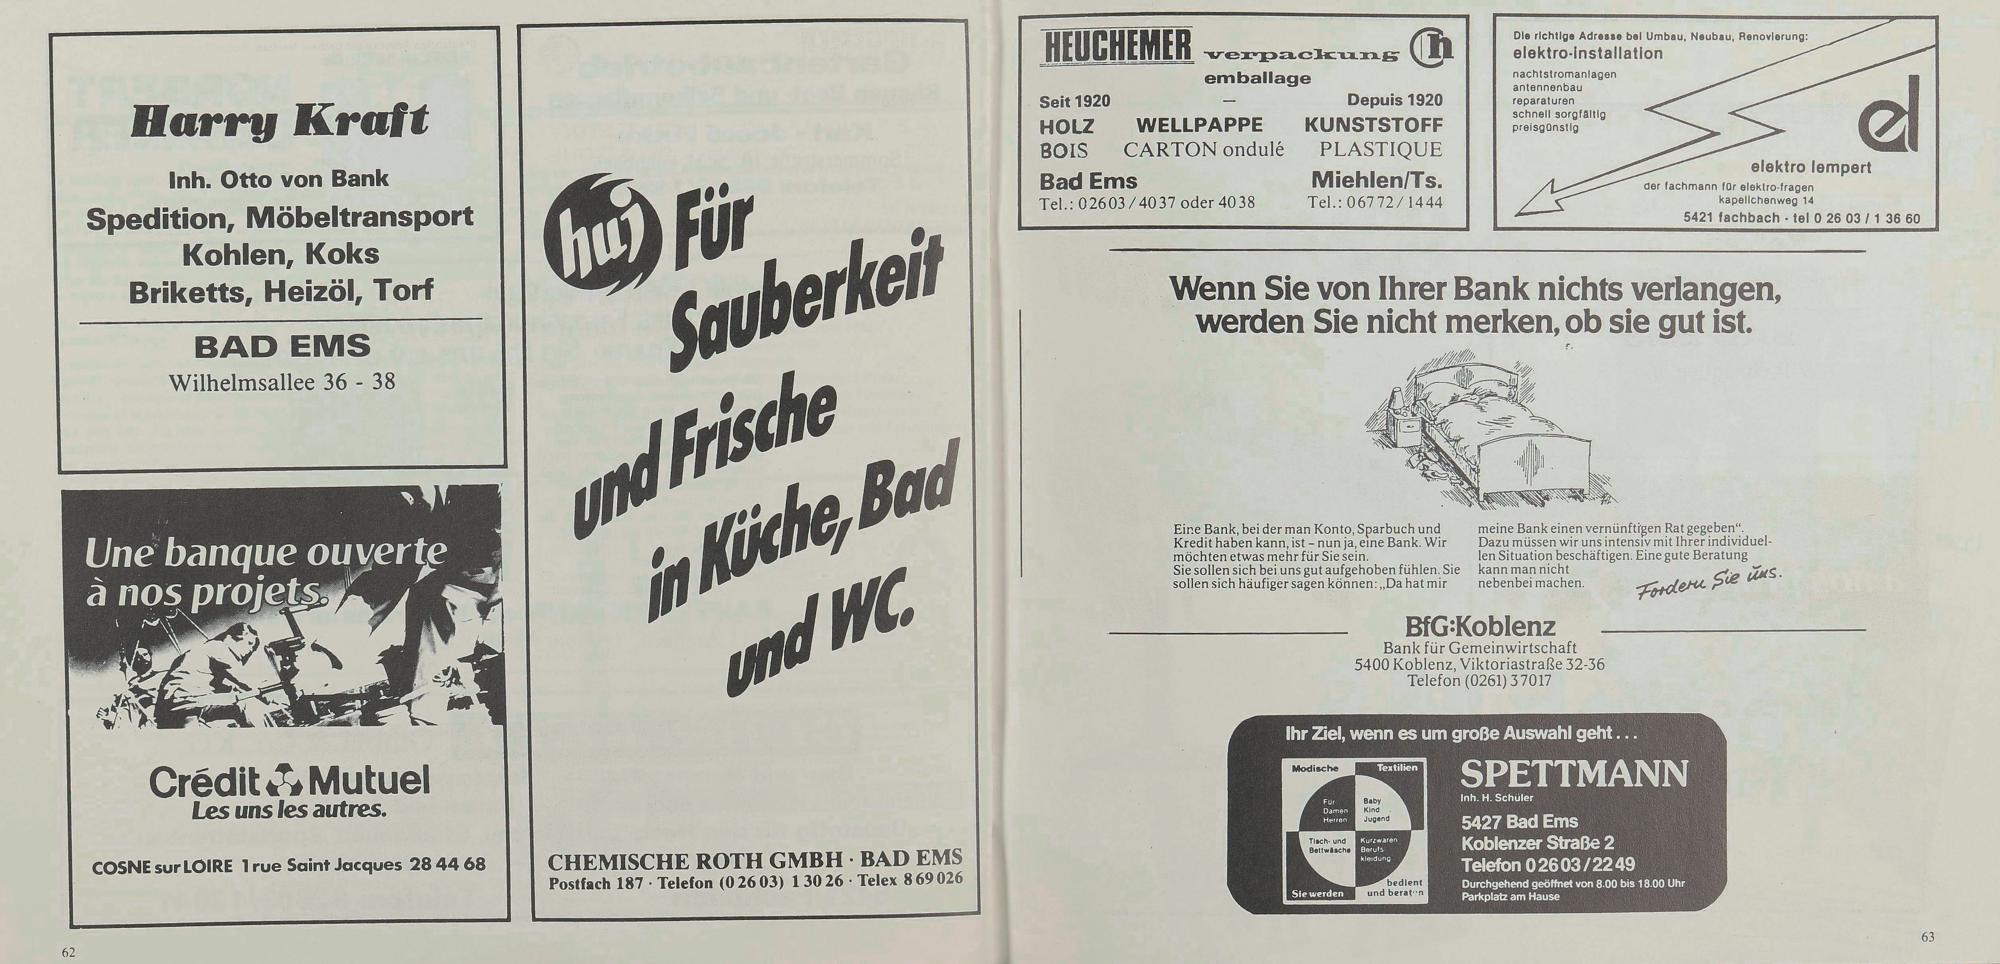 Harry Kraft
Inh. Otto von Bank
Spedition, Möbeltransport
Kohlen, Koks
Briketts, Heizöl, Torf
BAD EMS
Wilhelmsallee 36 - 38
Une banque ouverte
à nos projets.
Crédit Mutuel
Les uns les autres.
COSNE sur LOIRE 1 rue Saint Jacques 28 44 68
62
hui
Für
Sauberkeit
und Frische
in Küche, Bad
und WC.
CHEMISCHE ROTH GMBH · BAD EMS
Postfach 187 · Telefon (02603) 13026 · Telex 869026
HEUCHEMER verpackung h
emballage
Seit 1920 – Depuis 1920
HOLZ WELLPAPPE KUNSTSTOFF
BOIS CARTON ondulé PLASTIQUE
Bad Ems Miehlen/Ts.
Tel.: 02603/4037 oder 4038 Tel.: 06772/1444
Die richtige Adresse bei Umbau, Neubau, Renovierung:
elektro-installation
nachtstromanlagen
antennenbau
reparaturen
schnell sorgfältig
preisgünstig
el
elektro lempert
der fachmann für elektro-fragen
kapellchenweg 14
5421 fachbach - tel 0 26 03 / 1 36 60
Wenn Sie von Ihrer Bank nichts verlangen,
werden Sie nicht merken, ob sie gut ist.
Eine Bank, bei der man Konto, Sparbuch und
Kredit haben kann, ist – nun ja, eine Bank. Wir
möchten etwas mehr für Sie sein.
Sie sollen sich bei uns gut aufgehoben fühlen. Sie
sollen sich häufiger sagen können: „Da hat mir
meine Bank einen vernünftigen Rat gegeben“.
Dazu müssen wir uns intensiv mit Ihrer individuel-
len Situation beschäftigen. Eine gute Beratung
kann man nicht
nebenbei machen.
Fordern Sie uns.
BfG:Koblenz
Bank für Gemeinwirtschaft
5400 Koblenz, Viktoriastraße 32-36
Telefon (0261) 37017
Ihr Ziel, wenn es um große Auswahl geht...
Modische Textilien
Für
Damen
Herren
Baby
Kind
Jugend
Tisch- und
Bettwäsche
Kurzwaren
Berufs
kleidung
Sie werden
bedient
und berat
SPETTMANN
Inh. H. Schüler
5427 Bad Ems
Koblenzer Straße 2
Telefon 02603/2249
Durchgehend geöffnet von 8.00 bis 18.00 Uhr
Parkplatz am Hause
63